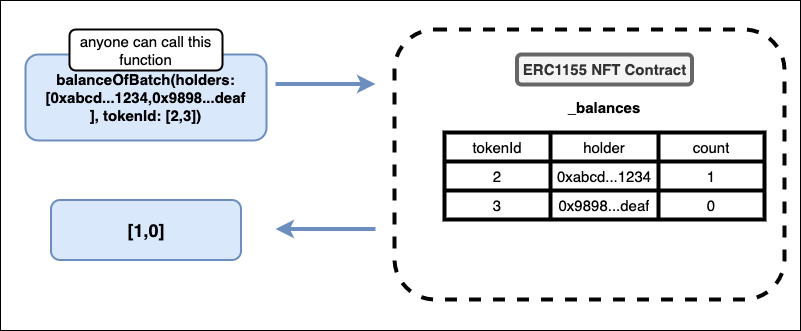 anyone can call this
function
balanceOfBatch(holders:
[0xabcd...1234,0x9898...deaf
], tokenId: [2,3])
ERC1155 NFT Contract
_balances
tokenId holder count
2 0xabcd...1234 1
3 0x9898...deaf 0
[1,0]